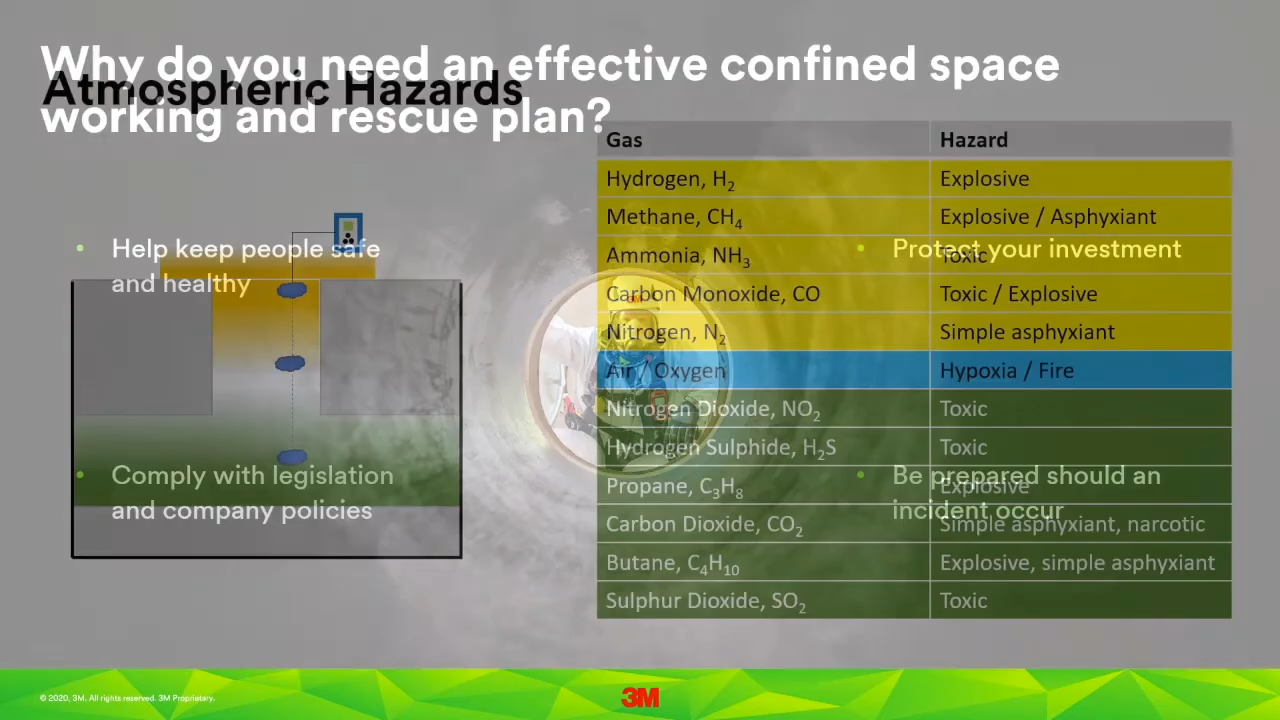 Why do you need an effective confined space
working and rescue plan?
Atmospheric Hazards
• Help keep people safe
and healthy
• Comply with legislation
and company policies
• Protect your investment
• Be prepared should an
incident occur
Gas Hazard
Hydrogen, H₂ Explosive
Methane, CH₄ Explosive / Asphyxiant
Ammonia, NH₃ Toxic
Carbon Monoxide, CO Toxic / Explosive
Nitrogen, N₂ Simple asphyxiant
Air / Oxygen Hypoxia / Fire
Nitrogen Dioxide, NO₂ Toxic
Hydrogen Sulphide, H₂S Toxic
Propane, C₃H₈ Explosive
Carbon Dioxide, CO₂ Simple asphyxiant, narcotic
Butane, C₄H₁₀ Explosive, simple asphyxiant
Sulphur Dioxide, SO₂ Toxic
3M
© 2020, 3M. All rights reserved. 3M Proprietary.
3M